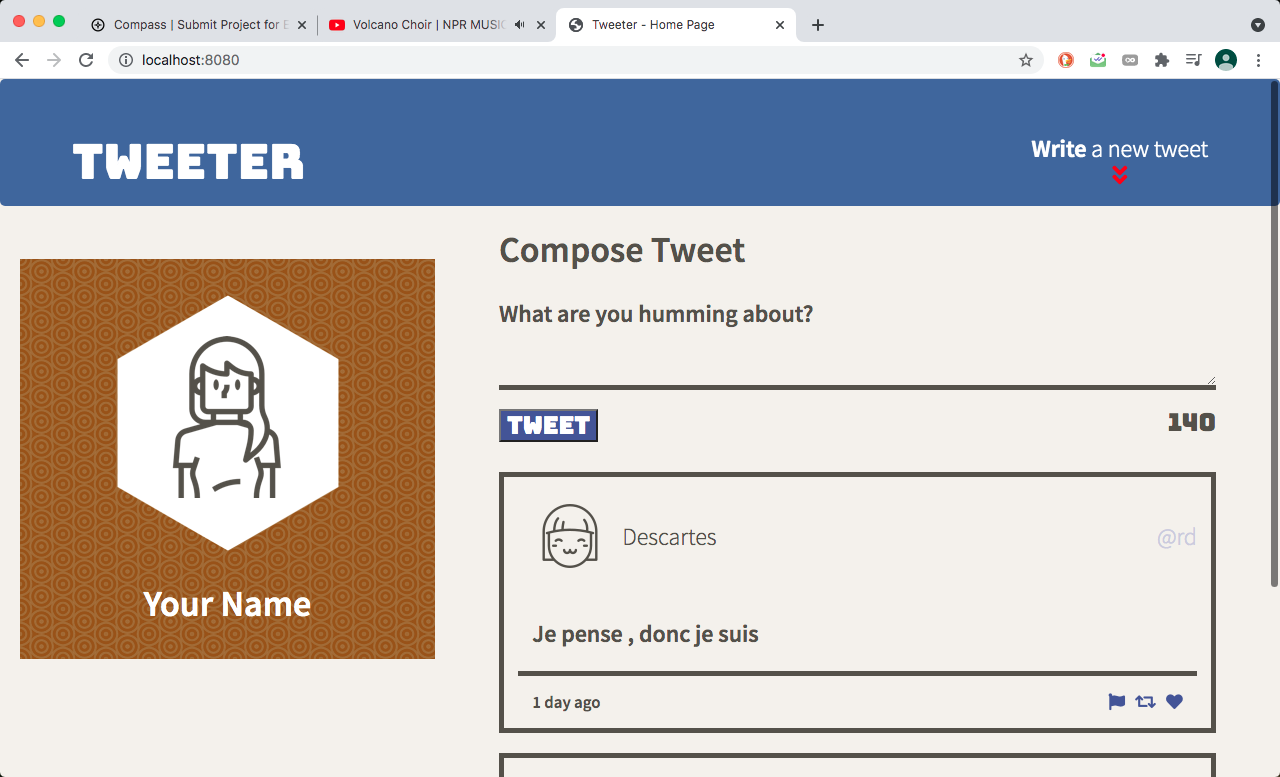 Compass | Submit Project for E
Volcano Choir | NPR MUSIC
Tweeter - Home Page
localhost:8080
TWEETER
Write a new tweet
Compose Tweet
What are you humming about?
TWEET
140
Your Name
Descartes
@rd
Je pense , donc je suis
1 day ago